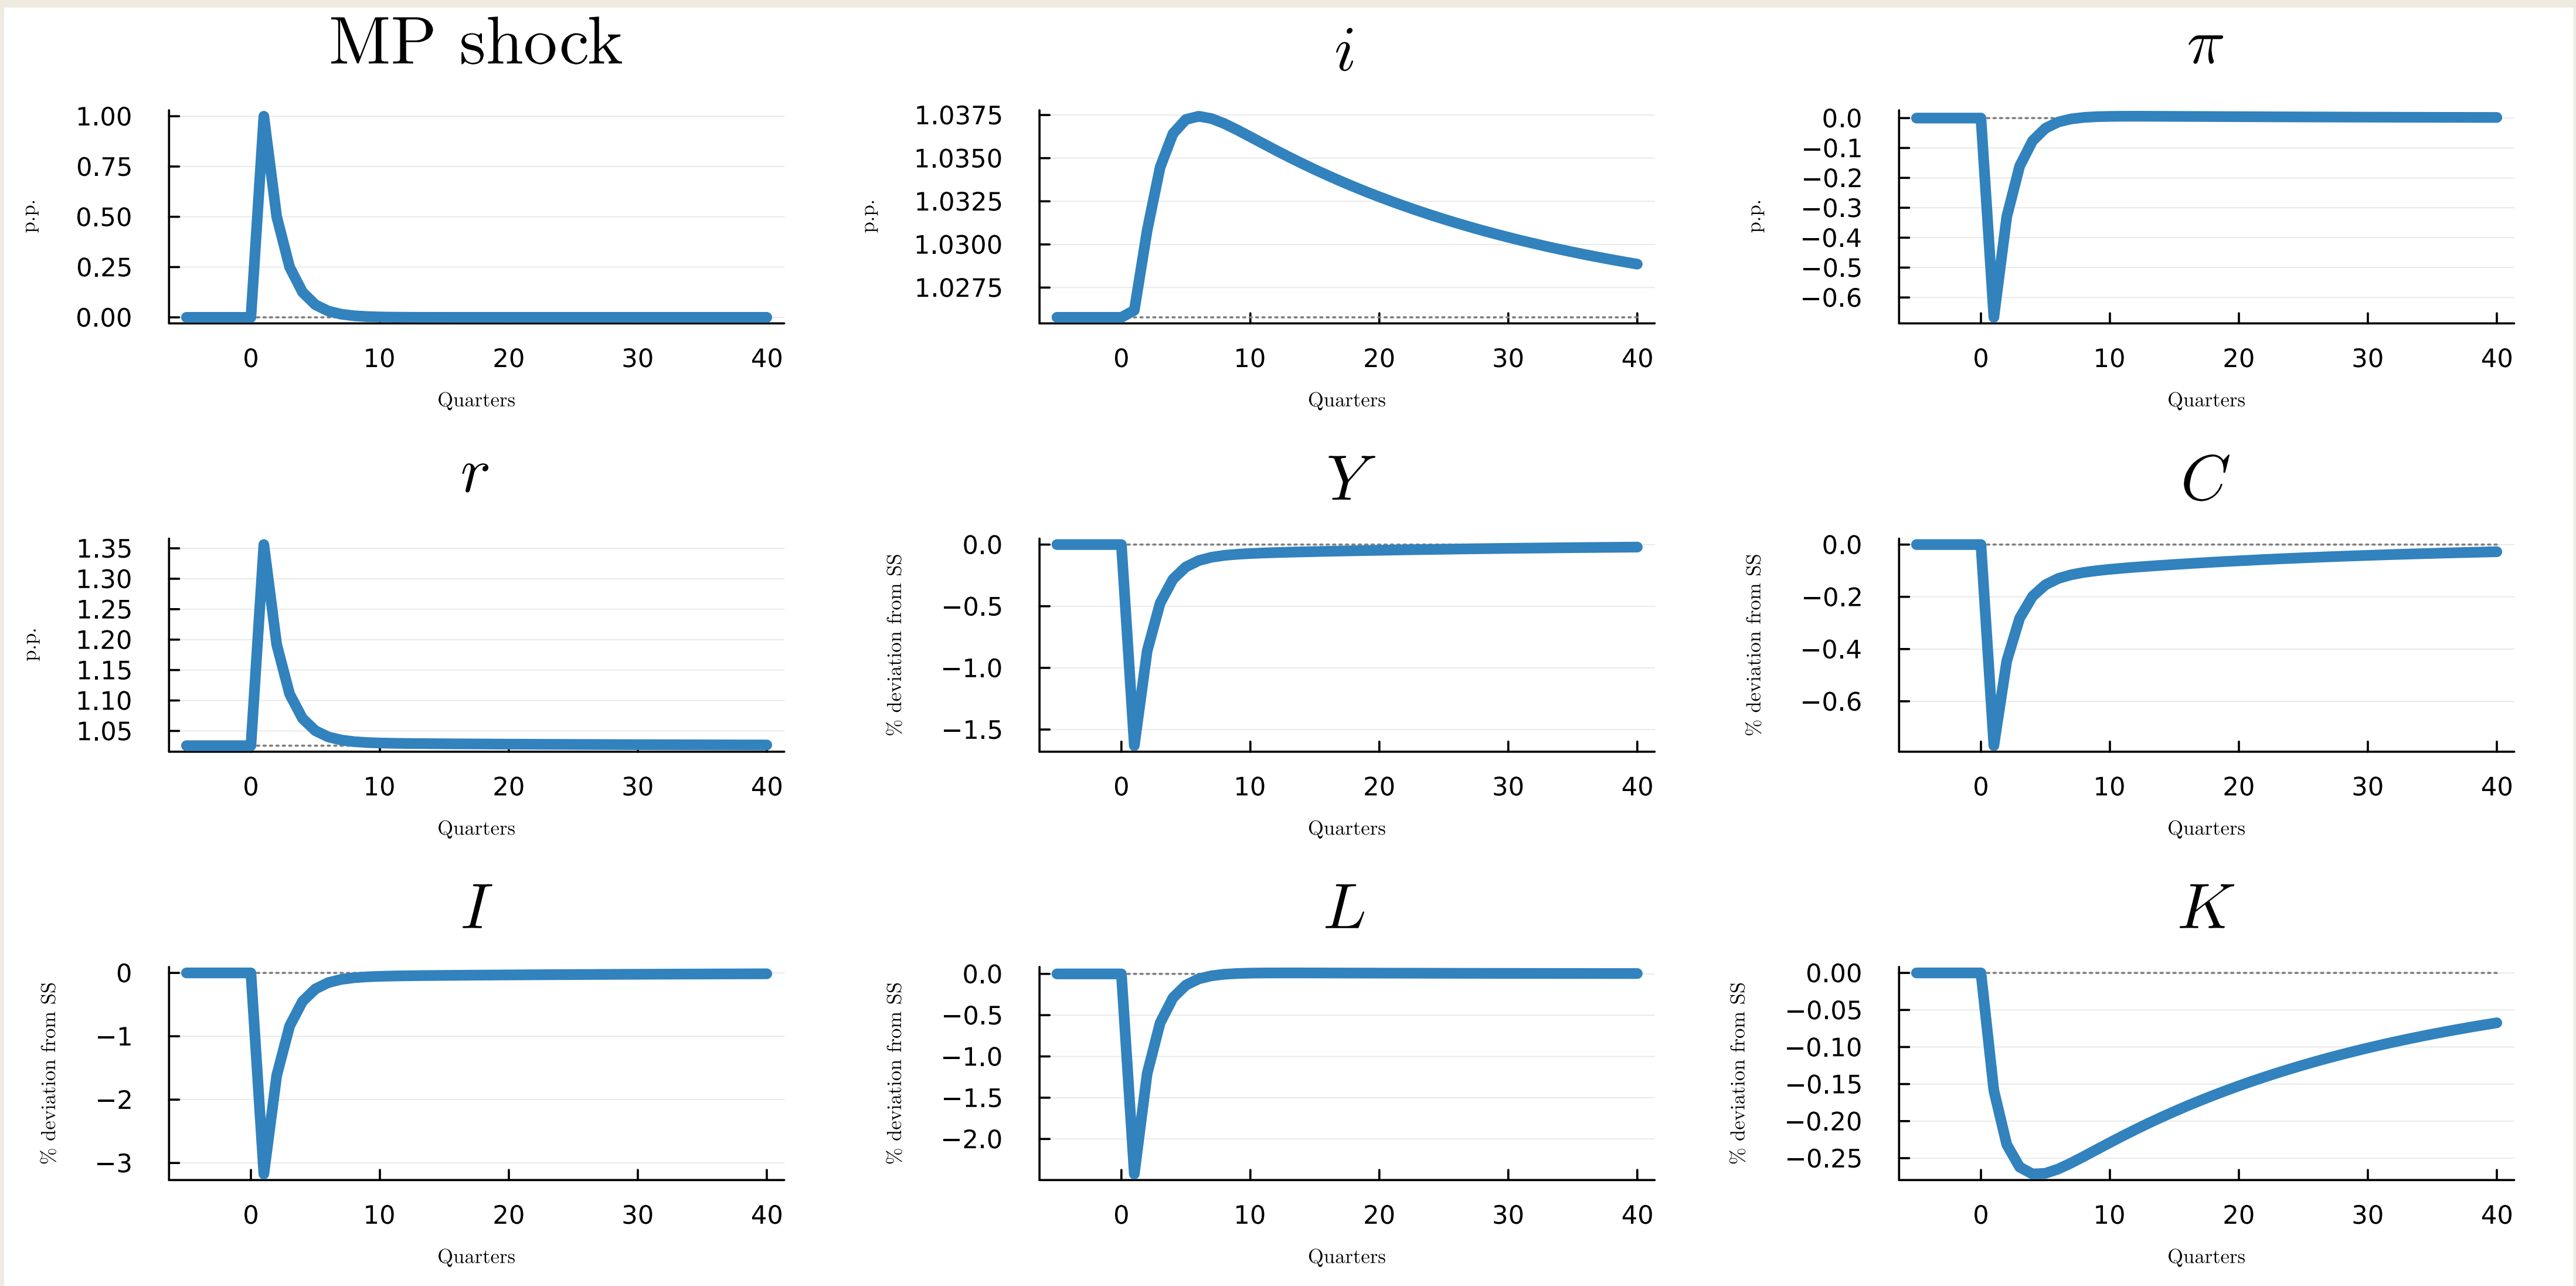 MP shock
p.p.
1.00
0.75
0.50
0.25
0.00
0 10 20 30 40
Quarters
i
p.p.
1.0375
1.0350
1.0325
1.0300
1.0275
0 10 20 30 40
Quarters
π
p.p.
0.0
−0.1
−0.2
−0.3
−0.4
−0.5
−0.6
0 10 20 30 40
Quarters
r
p.p.
1.35
1.30
1.25
1.20
1.15
1.10
1.05
0 10 20 30 40
Quarters
Y
% deviation from SS
0.0
−0.5
−1.0
−1.5
0 10 20 30 40
Quarters
C
% deviation from SS
0.0
−0.2
−0.4
−0.6
0 10 20 30 40
Quarters
I
% deviation from SS
0
−1
−2
−3
0 10 20 30 40
Quarters
L
% deviation from SS
0.0
−0.5
−1.0
−1.5
−2.0
0 10 20 30 40
Quarters
K
% deviation from SS
0.00
−0.05
−0.10
−0.15
−0.20
−0.25
0 10 20 30 40
Quarters